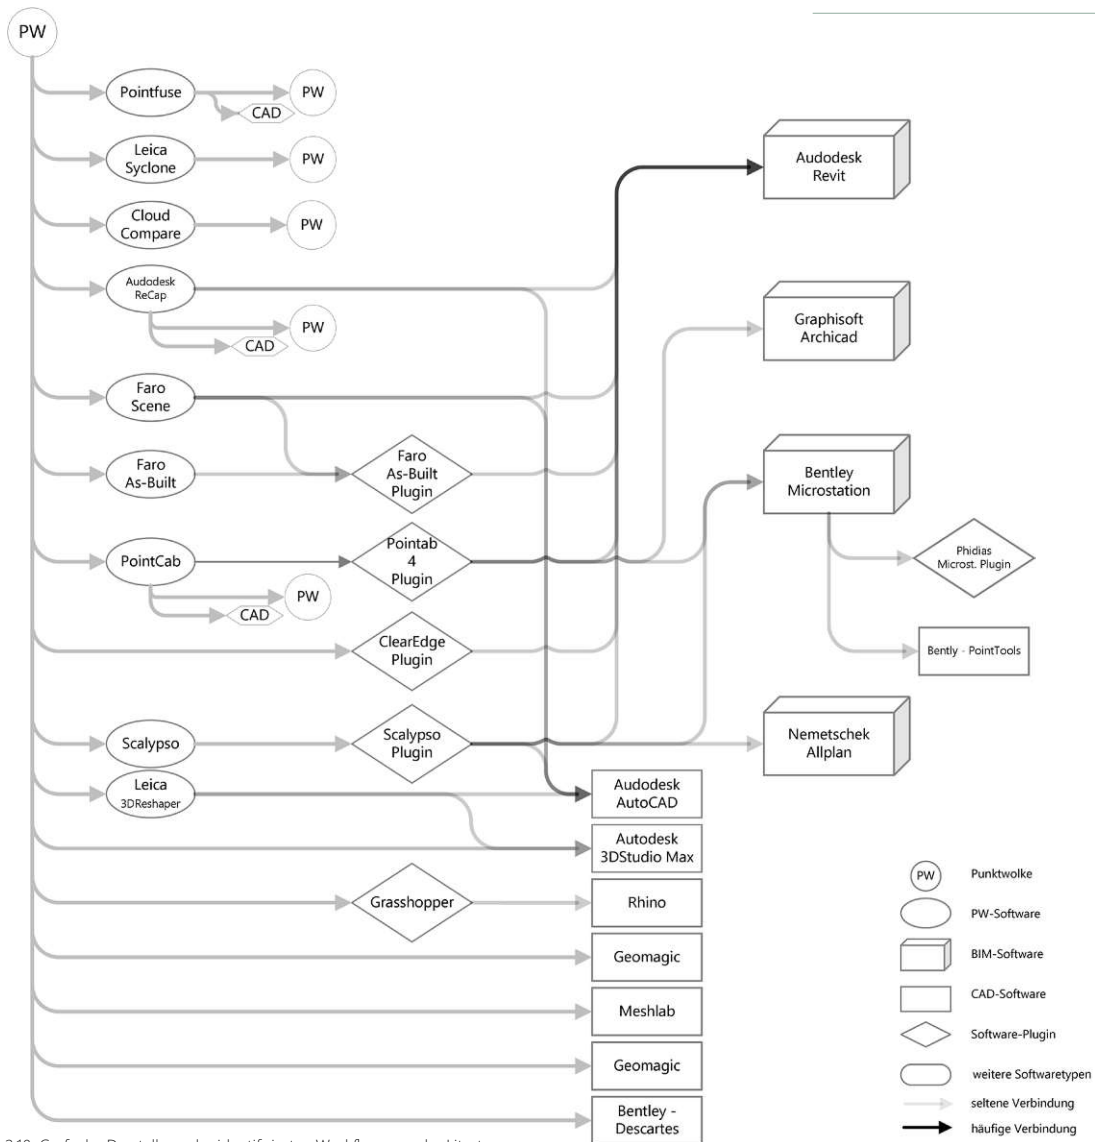 PW
Pointfuse
PW
CAD
Leica
Syclone
PW
Cloud
Compare
PW
Audodesk
ReCap
PW
CAD
Faro
Scene
Faro
As-Built
Faro
As-Built
Plugin
PointCab
Pointab
4
Plugin
PW
CAD
ClearEdge
Plugin
Scalypso
Scalypso
Plugin
Leica
3DReshaper
Grasshopper
Audodesk
Revit
Graphisoft
Archicad
Bentley
Microstation
Phidias
Microst. Plugin
Bently - PointTools
Nemetschek
Allplan
Audodesk
AutoCAD
Autodesk
3DStudio Max
Rhino
Geomagic
Meshlab
Geomagic
Bentley -
Descartes
PW Punktwolke
PW-Software
BIM-Software
CAD-Software
Software-Plugin
weitere Softwaretypen
seltene Verbindung
häufige Verbindung